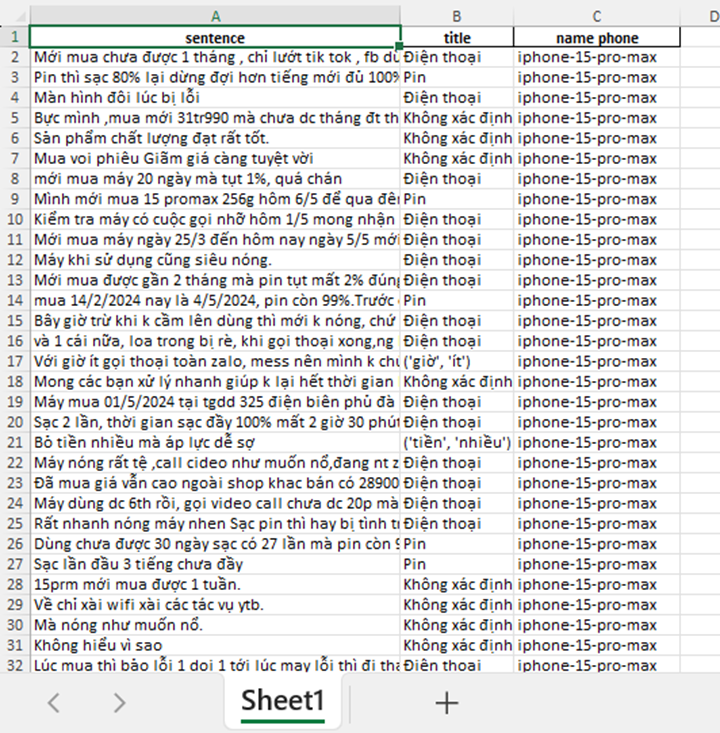 A B C D
1 sentence title name phone
2 Mới mua chưa được 1 tháng , chỉ lướt tik tok , fb dù Điện thoại iphone-15-pro-max
3 Pin thì sạc 80% lại dừng đợi hơn tiếng mới đủ 100% Pin iphone-15-pro-max
4 Màn hình đôi lúc bị lỗi Điện thoại iphone-15-pro-max
5 Bực mình ,mua mới 31tr990 mà chưa dc tháng đt th Không xác định iphone-15-pro-max
6 Sản phẩm chất lượng đạt rất tốt. Không xác định iphone-15-pro-max
7 Mua voi phiêu Giãm giá càng tuyệt vời Không xác định iphone-15-pro-max
8 mới mua máy 20 ngày mà tụt 1%, quá chán Điện thoại iphone-15-pro-max
9 Mình mới mua 15 promax 256g hôm 6/5 để qua đê Pin iphone-15-pro-max
10 Kiểm tra máy có cuộc gọi nhỡ hôm 1/5 mong nhận Điện thoại iphone-15-pro-max
11 Mới mua máy ngày 25/3 đến hôm nay ngày 5/5 mới Điện thoại iphone-15-pro-max
12 Máy khi sử dụng cũng siêu nóng. Điện thoại iphone-15-pro-max
13 Mới mua được gần 2 tháng mà pin tụt mất 2% đúng Điện thoại iphone-15-pro-max
14 mua 14/2/2024 nay là 4/5/2024, pin còn 99%.Trước Pin iphone-15-pro-max
15 Bây giờ trừ khi k cầm lên dùng thì mới k nóng, chứ Điện thoại iphone-15-pro-max
16 và 1 cái nữa, loa trong bị rè, khi gọi thoại xong,ng Điện thoại iphone-15-pro-max
17 Với giờ ít gọi thoại toàn zalo, mess nên mình k chú ('giờ', 'ít') iphone-15-pro-max
18 Mong các bạn xử lý nhanh giúp k lại hết thời gian Không xác định iphone-15-pro-max
19 Máy mua 01/5/2024 tại tgdd 325 điện biên phủ đà Điện thoại iphone-15-pro-max
20 Sạc 2 lần, thời gian sạc đầy 100% mất 2 giờ 30 phút Điện thoại iphone-15-pro-max
21 Bỏ tiền nhiều mà áp lực dễ sợ ('tiền', 'nhiều') iphone-15-pro-max
22 Máy nóng rất tệ ,call cideo như muốn nổ,đang nt z Điện thoại iphone-15-pro-max
23 Đã mua giá vẫn cao ngoài shop khac bán có 28900 Điện thoại iphone-15-pro-max
24 Máy dùng dc 6th rồi, gọi video call chưa dc 20p mà Điện thoại iphone-15-pro-max
25 Rất nhanh nóng máy nhen Sạc pin thì hay bị tình tr Điện thoại iphone-15-pro-max
26 Dùng chưa được 30 ngày sạc có 27 lần mà pin còn 9 Pin iphone-15-pro-max
27 Sạc lần đầu 3 tiếng chưa đầy Pin iphone-15-pro-max
28 15prm mới mua được 1 tuần. Không xác định iphone-15-pro-max
29 Về chỉ xài wifi xài các tác vụ ytb. Không xác định iphone-15-pro-max
30 Mà nóng như muốn nổ. Không xác định iphone-15-pro-max
31 Không hiểu vì sao Không xác định iphone-15-pro-max
32 Lúc mua thì bảo lỗi 1 doi 1 tới lúc may lỗi thì đi tha Điện thoại iphone-15-pro-max
Sheet1